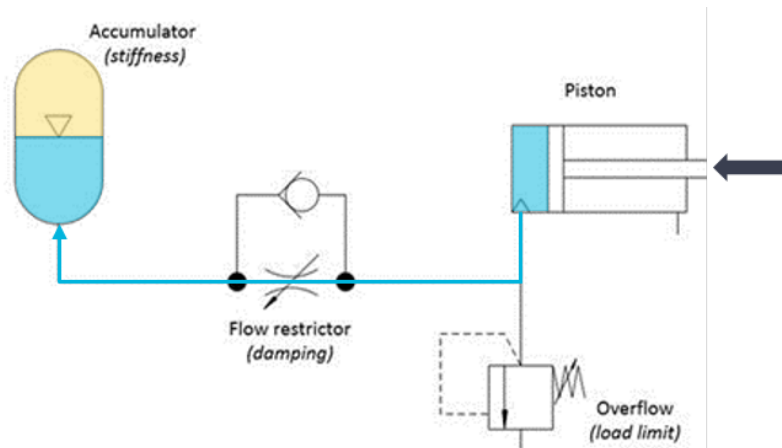 Accumulator
(stiffness)
Piston
Flow restrictor
(damping)
Overflow
(load limit)